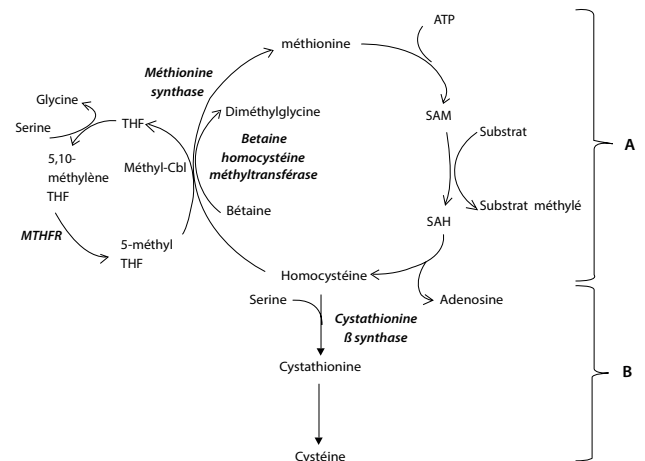 ATP
méthionine
Méthionine
synthase
Glycine
Diméthylglycine
SAM
THF
Serine
Substrat
Betaine
homocystéine
méthyltransférase
A
5,10-
méthylène
THF
Méthyl-Cbl
Bétaine
Substrat méthylé
SAH
MTHFR
5-méthyl
THF
Homocystéine
Serine
Adenosine
Cystathionine
ß synthase
Cystathionine
B
Cystéine